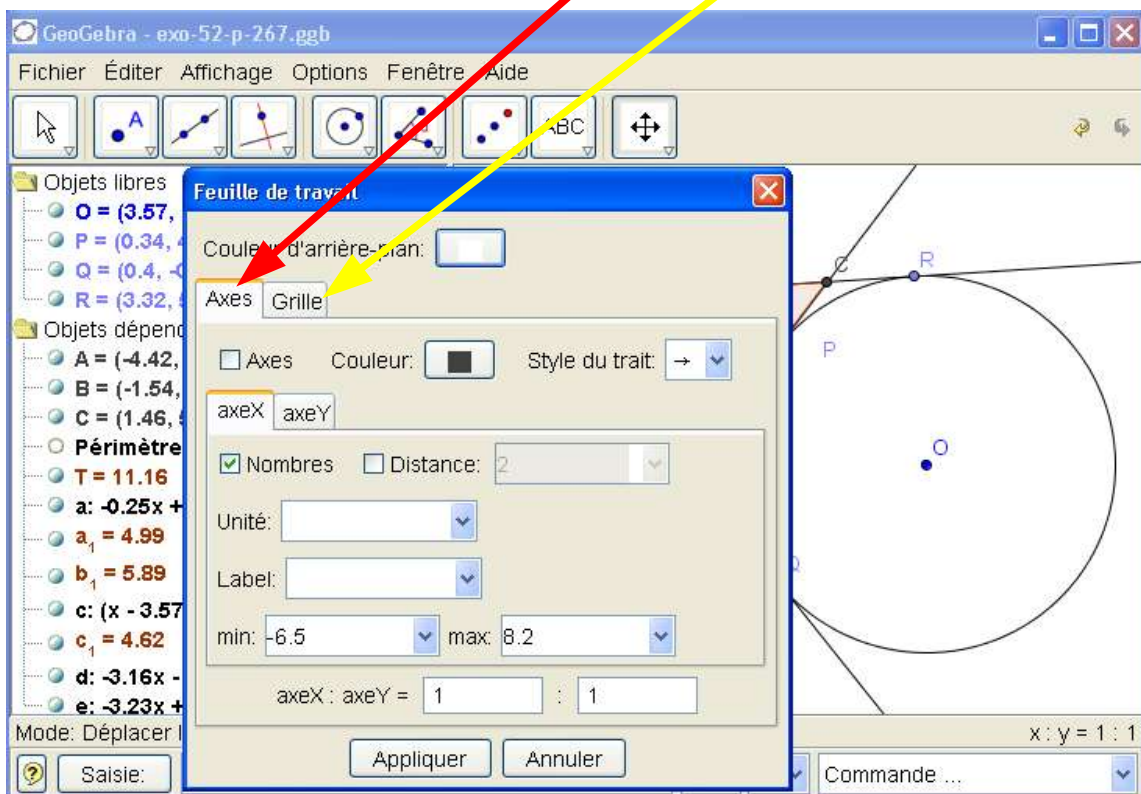 GeoGebra - exo-52-p-267.ggb
Fichier Éditer Affichage Options Fenêtre Aide
A ABC
Objets libres
O = (3.57,
P = (0.34, 4
Q = (0.4, -0
R = (3.32, 5
Objets dépend
A = (-4.42,
B = (-1.54,
C = (1.46, 5
Périmètre
T = 11.16
a: -0.25x +
a₁ = 4.99
b₁ = 5.89
c: (x - 3.57
c₁ = 4.62
d: -3.16x -
e: -3.23x +
Feuille de travail
Couleur d'arrière-plan:
Axes Grille
Axes Couleur: Style du trait: →
axeX axeY
Nombres Distance: 2
Unité:
Label:
min: -6.5 max: 8.2
axeX : axeY = 1 : 1
Appliquer Annuler
C R
P
O
Q
Mode: Déplacer l x : y = 1 : 1
? Saisie: Commande ...